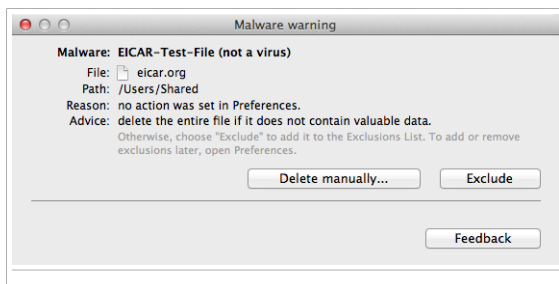 Malware warning
Malware: EICAR-Test-File (not a virus)
File: eicar.org
Path: /Users/Shared
Reason: no action was set in Preferences.
Advice: delete the entire file if it does not contain valuable data.
Otherwise, choose "Exclude" to add it to the Exclusions List. To add or remove
exclusions later, open Preferences.
Delete manually... Exclude
Feedback